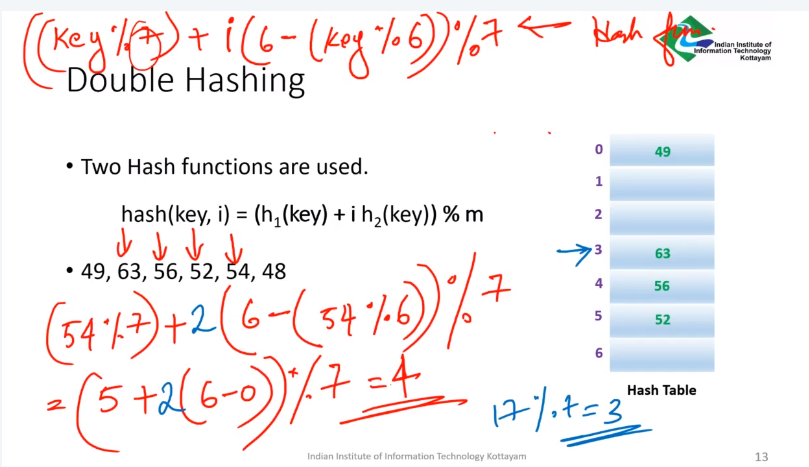 ((Key % 7) + i(6 - (key % 6)) % 7 ← Hash fun
Indian Institute of
Information Technology
Kottayam
Double Hashing
• Two Hash functions are used.
hash(key, i) = (h₁(key) + i h₂(key)) % m
• 49, 63, 56, 52, 54, 48
(54 % 7) + 2(6 - (54 % 6)) % 7
= (5 + 2(6-0)) % 7 = 4
17 % 7 = 3
0 49
1
2
3 63
4 56
5 52
6
Hash Table
Indian Institute of Information Technology Kottayam
13